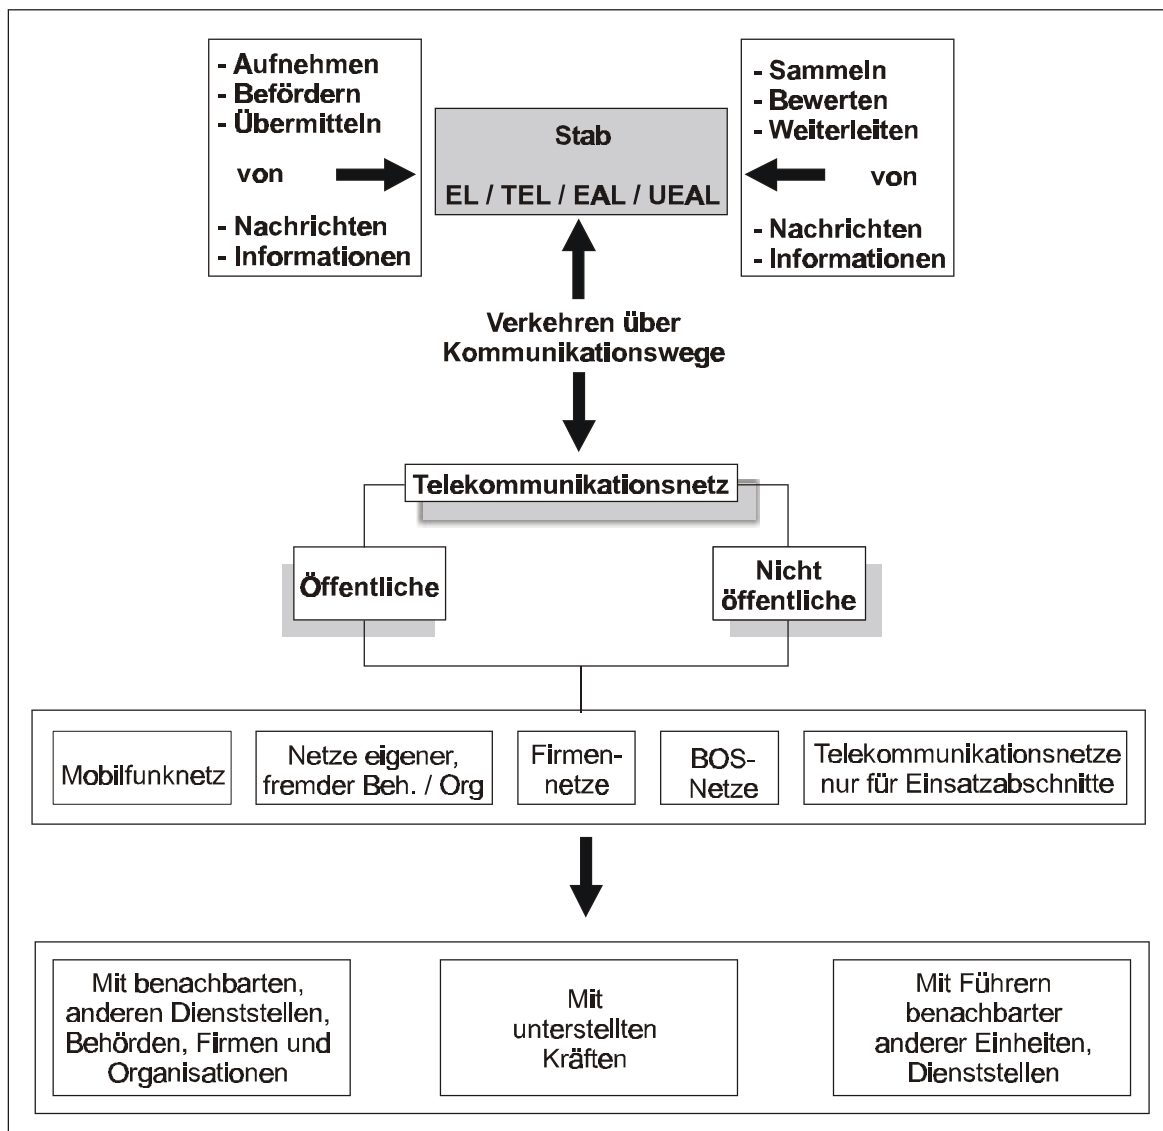 - Aufnehmen
- Befördern
- Übermitteln
von
- Nachrichten
- Informationen
Stab
EL / TEL / EAL / UEAL
- Sammeln
- Bewerten
- Weiterleiten
von
- Nachrichten
- Informationen
Verkehren über
Kommunikationswege
Telekommunikationsnetz
Öffentliche
Nicht
öffentliche
Mobilfunknetz
Netze eigener,
fremder Beh. / Org
Firmen-
netze
BOS-
Netze
Telekommunikationsnetze
nur für Einsatzabschnitte
Mit benachbarten,
anderen Dienststellen,
Behörden, Firmen und
Organisationen
Mit
unterstellten
Kräften
Mit Führern
benachbarter
anderer Einheiten,
Dienststellen